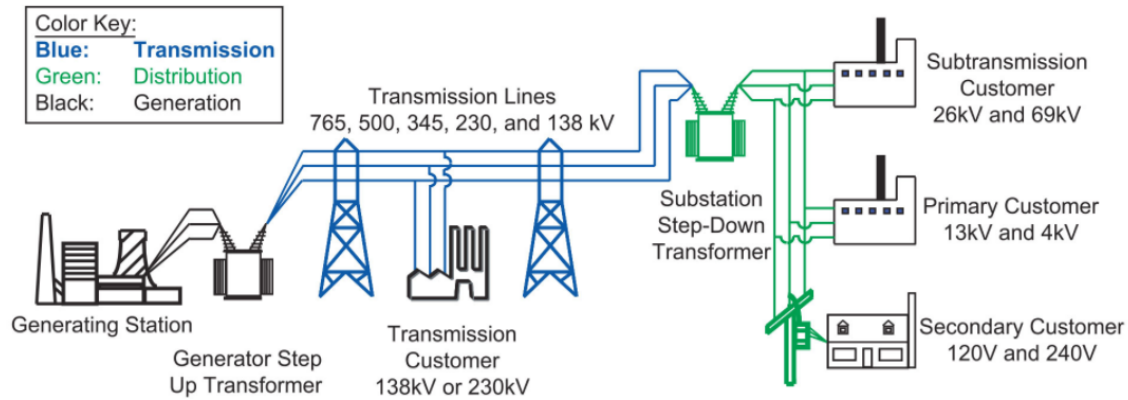 Color Key:
Blue: Transmission
Green: Distribution
Black: Generation
Transmission Lines
765, 500, 345, 230, and 138 kV
Subtransmission
Customer
26kV and 69kV
Substation
Step-Down
Transformer
Primary Customer
13kV and 4kV
Generating Station
Generator Step
Up Transformer
Transmission
Customer
138kV or 230kV
Secondary Customer
120V and 240V